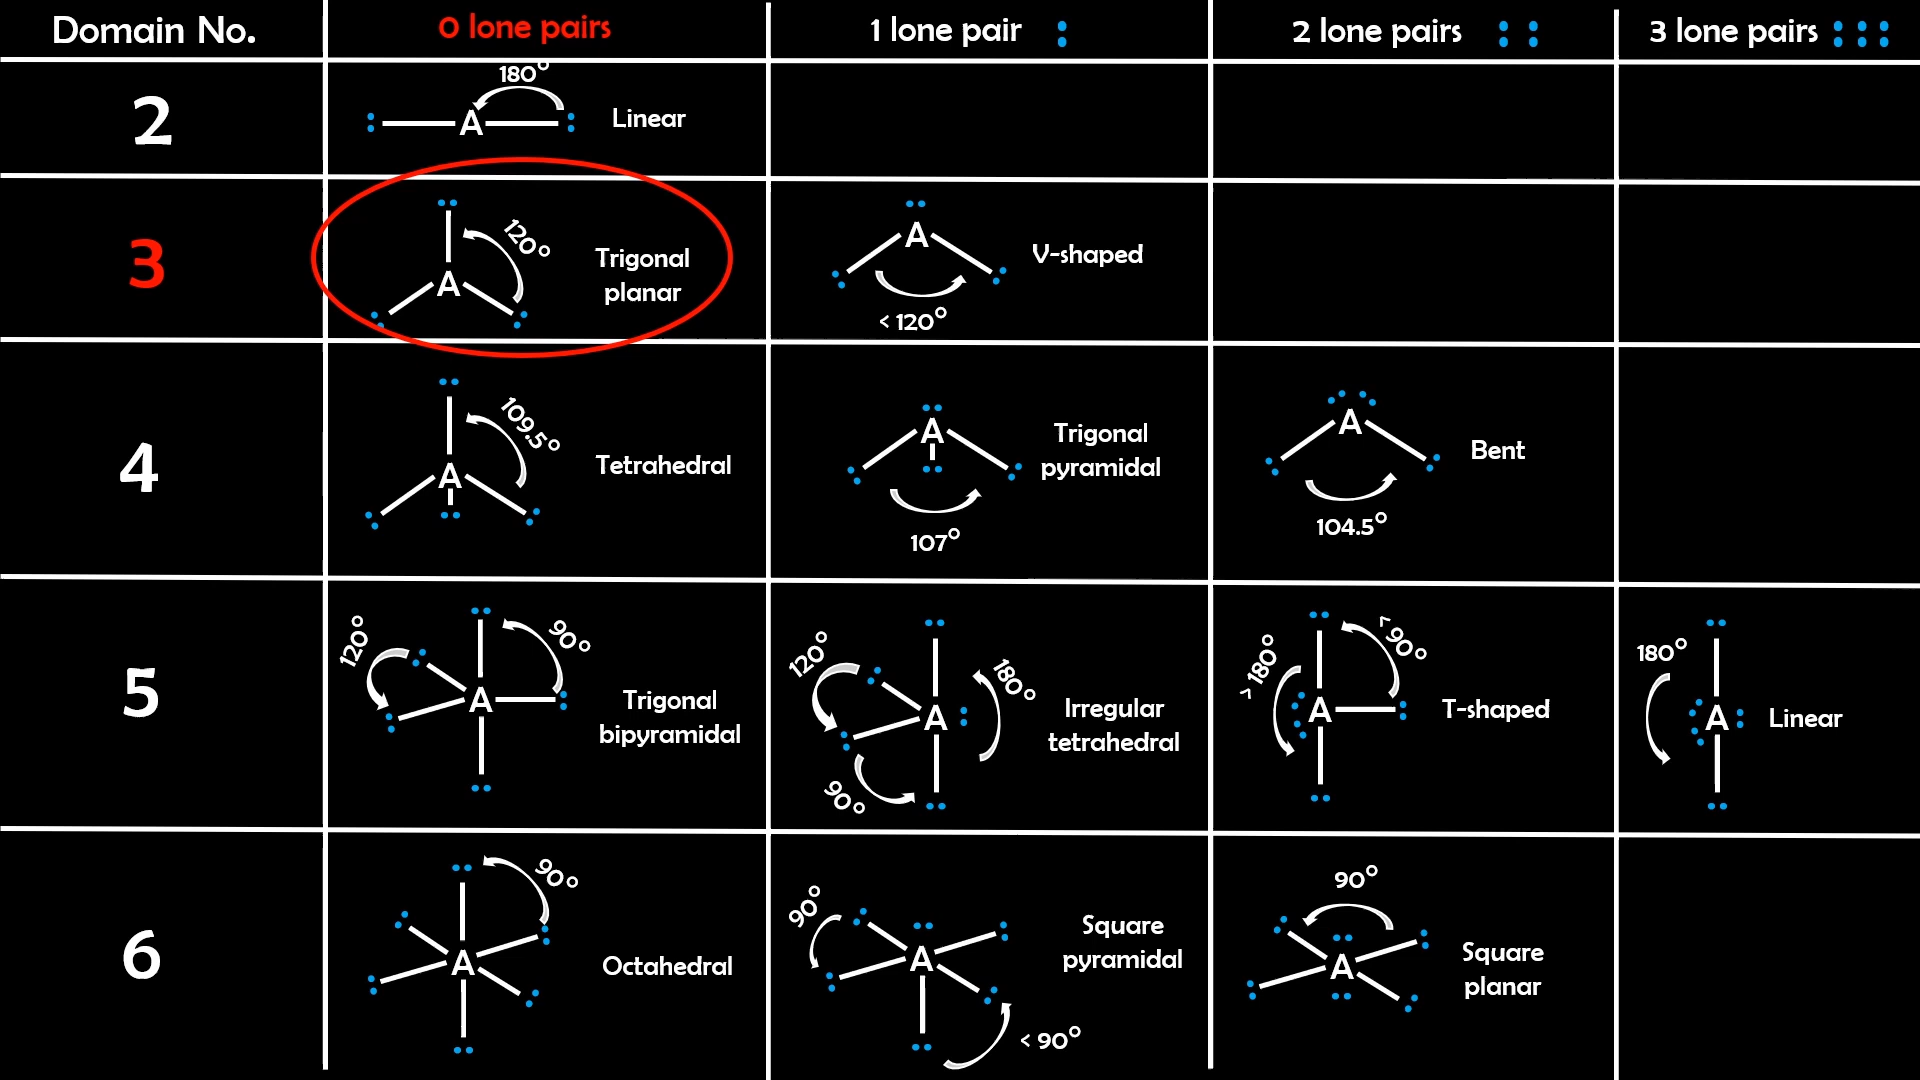 Domain No.
0 lone pairs
1 lone pair
2 lone pairs
3 lone pairs
2
180°
A
Linear
3
120°
A
Trigonal
planar
A
V-shaped
< 120°
4
109.5°
A
Tetrahedral
A
Trigonal
pyramidal
107°
A
Bent
104.5°
5
120°
90°
A
Trigonal
bipyramidal
120°
180°
A
90°
Irregular
tetrahedral
> 180°
< 90°
A
T-shaped
180°
A
Linear
6
90°
A
Octahedral
90°
A
Square
pyramidal
< 90°
90°
A
Square
planar